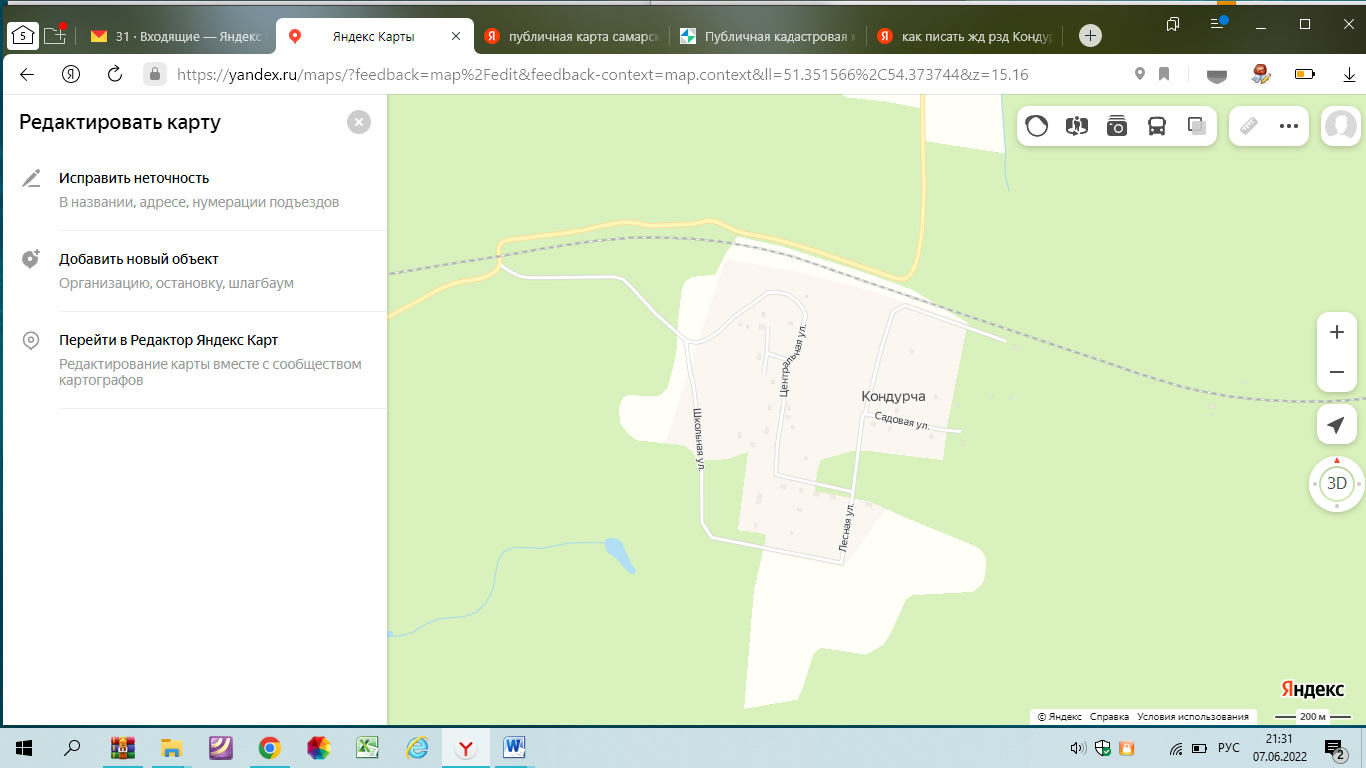 5
31 · Входящие — Яндекс
Яндекс Карты
публичная карта самарск
Публичная кадастровая к
как писать жд рзд Конду
https://yandex.ru/maps/?feedback=map%2Fedit&feedback-context=map.context&ll=51.351566%2C54.373744&z=15.16
Редактировать карту
Исправить неточность
В названии, адресе, нумерации подъездов
Добавить новый объект
Организацию, остановку, шлагбаум
Перейти в Редактор Яндекс Карт
Редактирование карты вместе с сообществом
картографов
Центральная ул.
Кондурча
Садовая ул.
Школьная ул.
Лесная ул.
3D
Яндекс
© Яндекс Справка Условия использования
200 м
РУС
21:31
07.06.2022
2